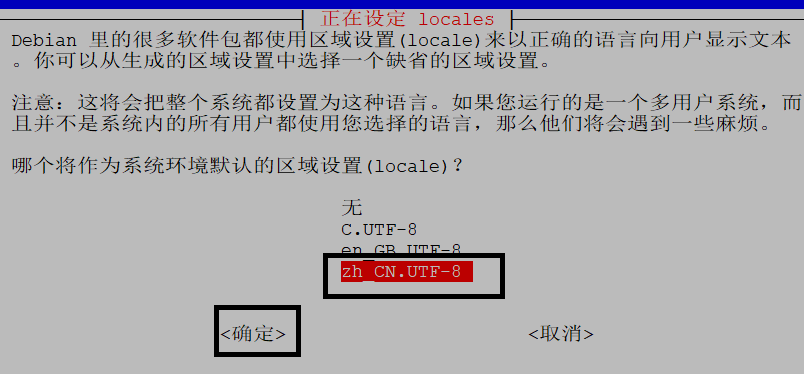 正在设定 locales
Debian 里的很多软件包都使用区域设置(locale)来以正确的语言向用户显示文本
。你可以从生成的区域设置中选择一个缺省的区域设置。
注意：这将会把整个系统都设置为这种语言。如果您运行的是一个多用户系统，而
且并不是系统内的所有用户都使用您选择的语言，那么他们将会遇到一些麻烦。
哪个将作为系统环境默认的区域设置(locale)？
无
C.UTF-8
en_GB.UTF-8
zh_CN.UTF-8
<确定> <取消>